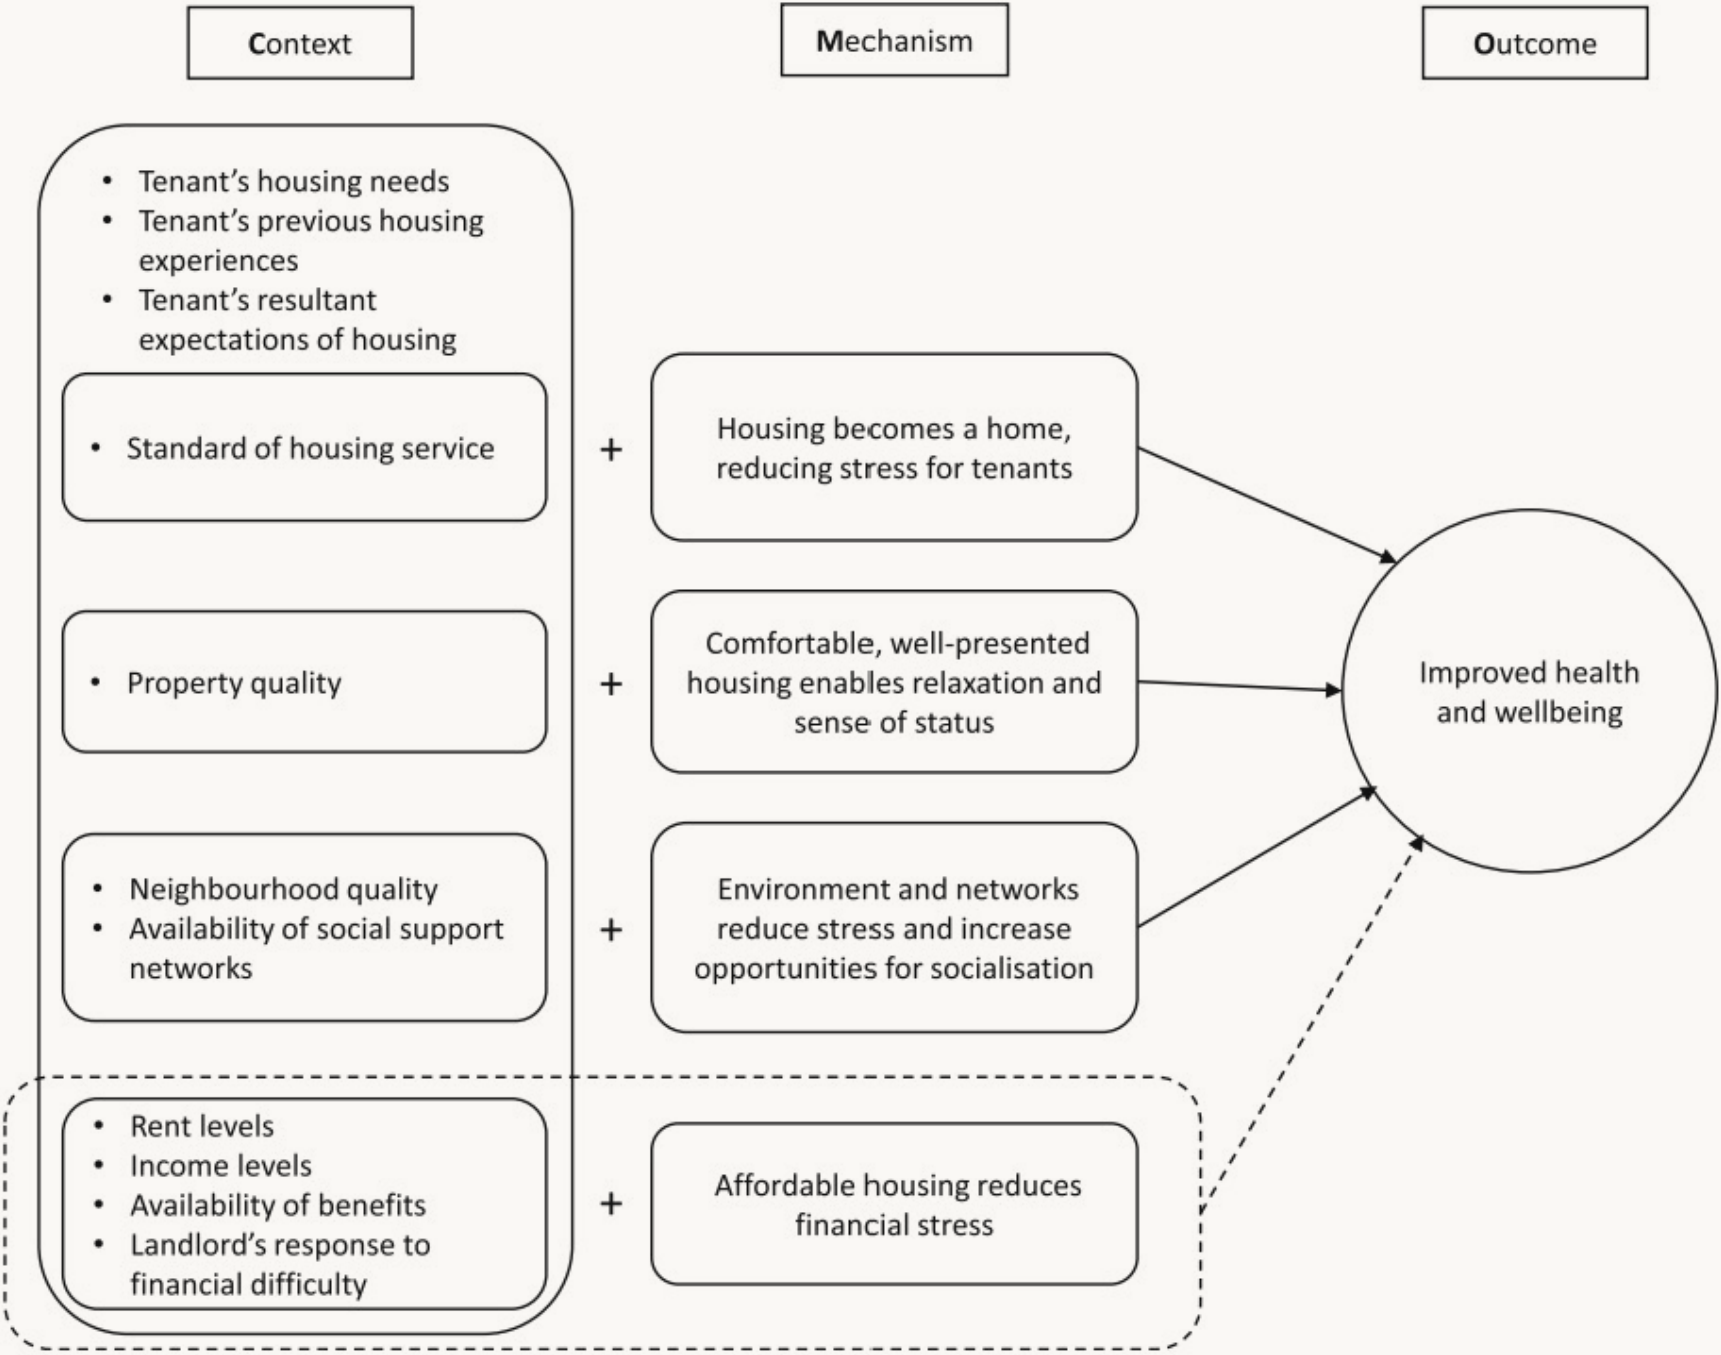 Context
Mechanism
Outcome
• Tenant’s housing needs
• Tenant’s previous housing
experiences
• Tenant’s resultant
expectations of housing
• Standard of housing service
+
Housing becomes a home,
reducing stress for tenants
• Property quality
+
Comfortable, well-presented
housing enables relaxation and
sense of status
• Neighbourhood quality
• Availability of social support
networks
+
Environment and networks
reduce stress and increase
opportunities for socialisation
• Rent levels
• Income levels
• Availability of benefits
• Landlord’s response to
financial difficulty
+
Affordable housing reduces
financial stress
Improved health
and wellbeing